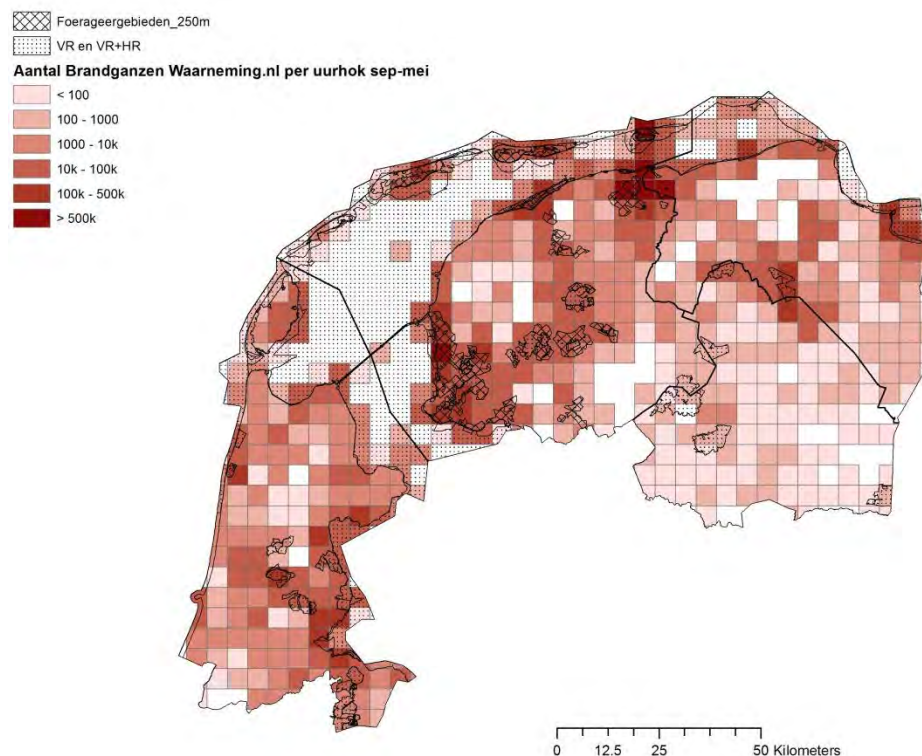 Foerageergebieden_250m
VR en VR+HR
Aantal Brandganzen Waarneming.nl per uurhok sep-mei
< 100
100 - 1000
1000 - 10k
10k - 100k
100k - 500k
> 500k
0 12.5 25 50 Kilometers